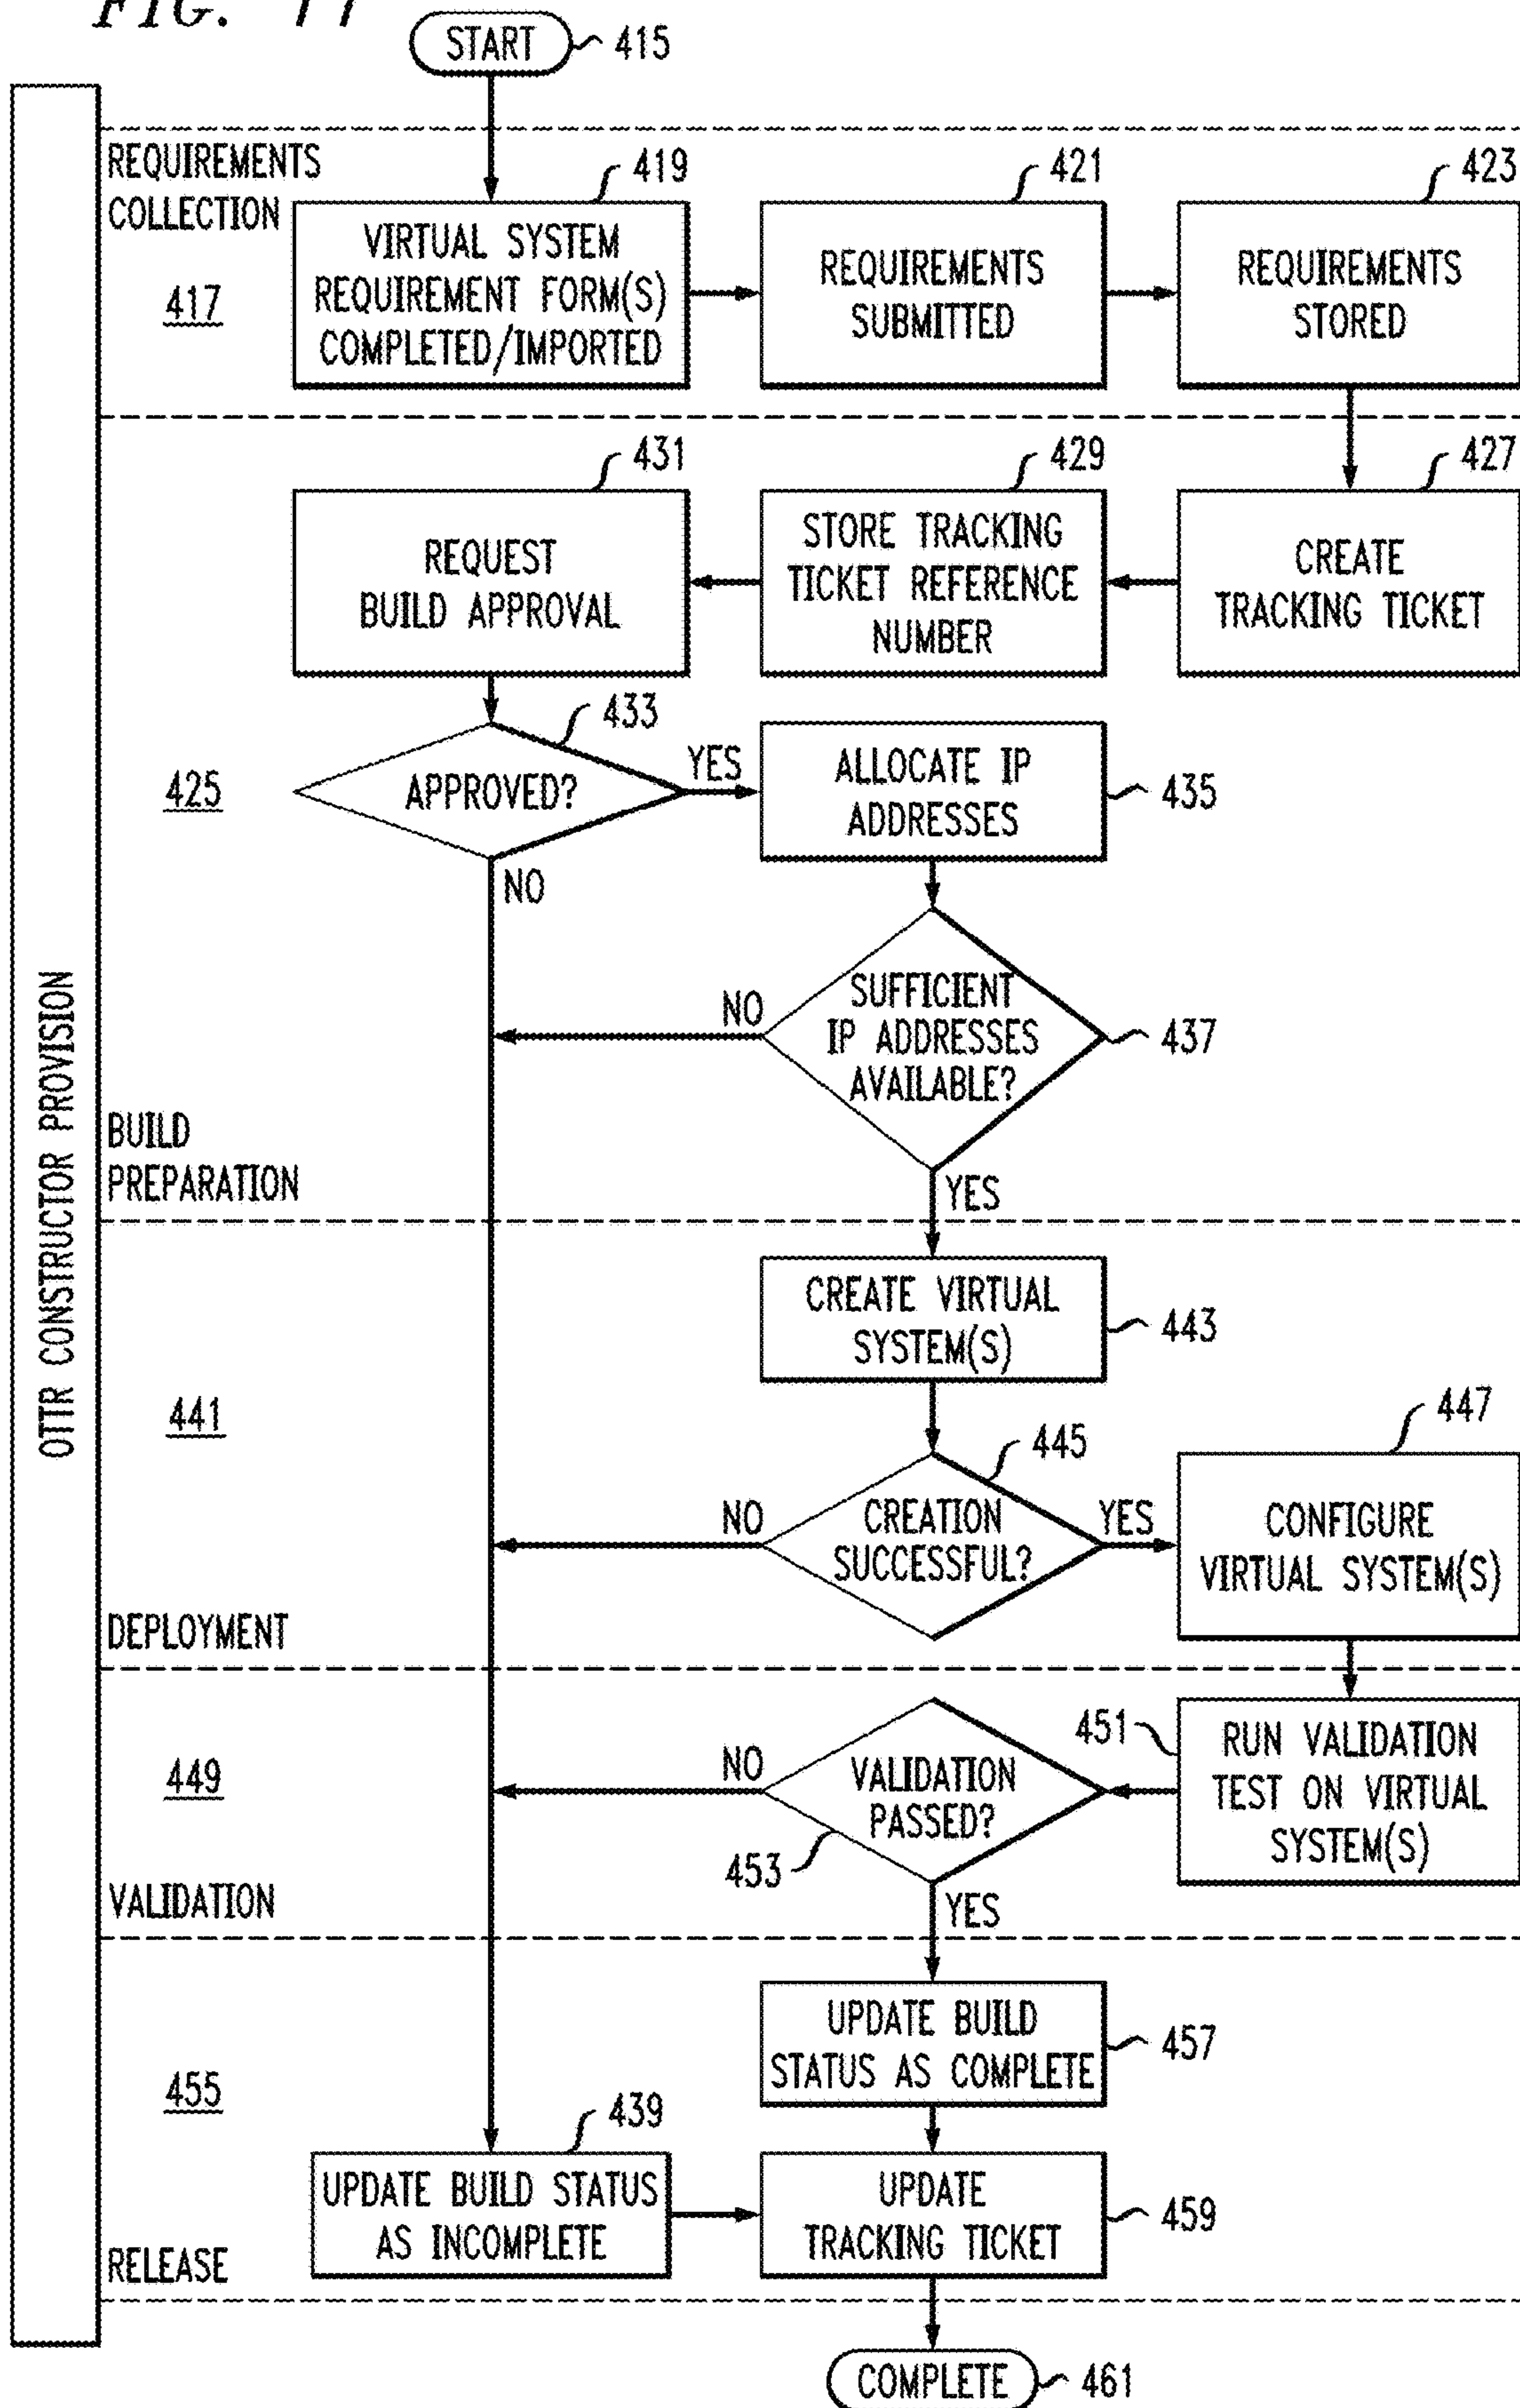 FIG. 11
START
415
REQUIREMENTS
COLLECTION
417
419
VIRTUAL SYSTEM
REQUIREMENT FORM(S)
COMPLETED/IMPORTED
421
REQUIREMENTS
SUBMITTED
423
REQUIREMENTS
STORED
431
REQUEST
BUILD APPROVAL
429
STORE TRACKING
TICKET REFERENCE
NUMBER
427
CREATE
TRACKING TICKET
433
APPROVED?
YES
NO
425
ALLOCATE IP
ADDRESSES
435
SUFFICIENT
IP ADDRESSES
AVAILABLE?
NO
437
YES
BUILD
PREPARATION
OTTR CONSTRUCTOR PROVISION
CREATE VIRTUAL
SYSTEM(S)
443
441
445
CREATION
SUCCESSFUL?
NO
YES
447
CONFIGURE
VIRTUAL SYSTEM(S)
DEPLOYMENT
449
NO
VALIDATION
PASSED?
453
YES
451
RUN VALIDATION
TEST ON VIRTUAL
SYSTEM(S)
VALIDATION
UPDATE BUILD
STATUS AS COMPLETE
457
455
439
UPDATE BUILD STATUS
AS INCOMPLETE
UPDATE
TRACKING TICKET
459
RELEASE
COMPLETE
461